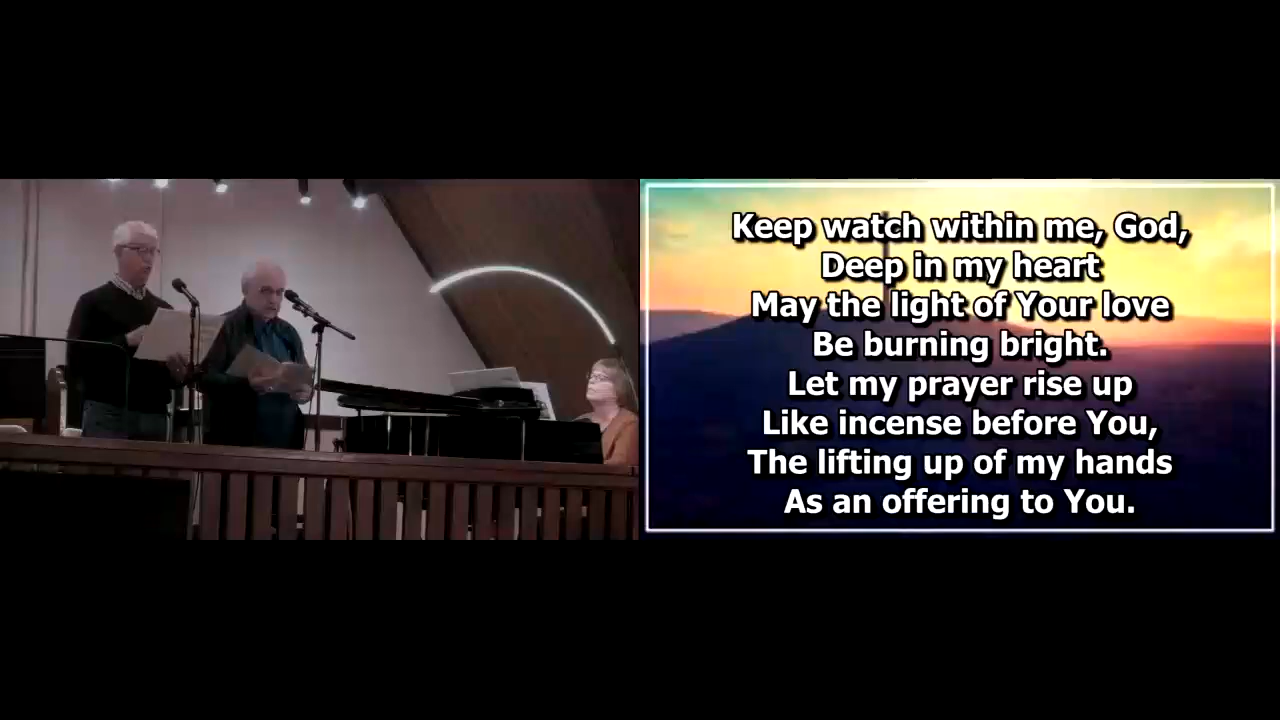 Keep watch within me, God,
Deep in my heart
May the light of Your love
Be burning bright.
Let my prayer rise up
Like incense before You,
The lifting up of my hands
As an offering to You.